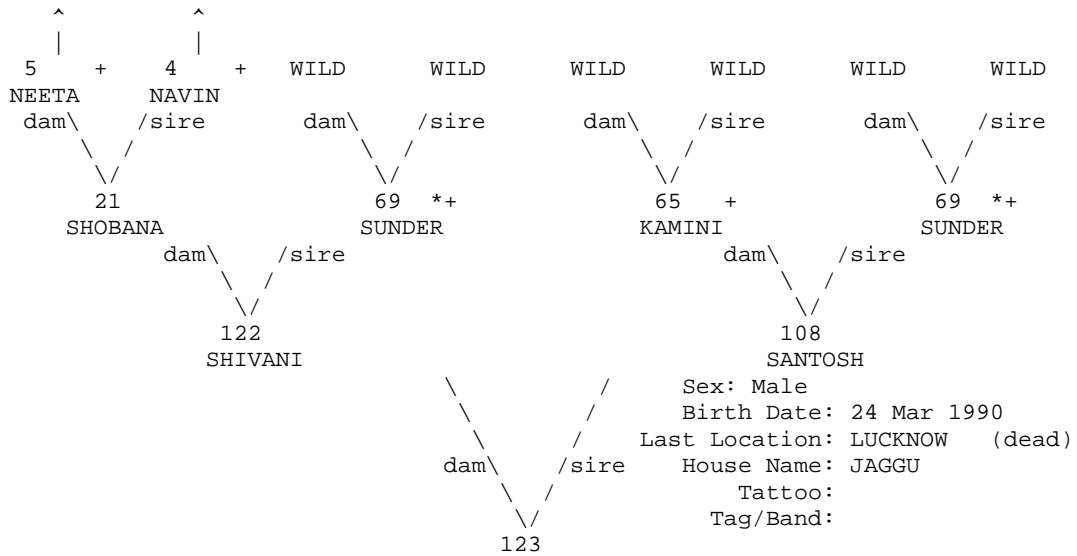 ^ ^
| |
5 + 4 + WILD WILD WILD WILD WILD WILD
NEETA NAVIN
dam\ /sire dam\ /sire dam\ /sire dam\ /sire
\ / \ / \ / \ /
\/ \/ \/ \/
21 69 *+ 65 + 69 *+
SHOBANA SUNDER KAMINI SUNDER
dam\ /sire dam\ /sire
\ / \ /
\/ \/
122 108
SHIVANI SANTOSH
\ / Sex: Male
\ / Birth Date: 24 Mar 1990
\ / Last Location: LUCKNOW (dead)
dam\ /sire House Name: JAGGU
\ / Tattoo:
\/ Tag/Band:
123